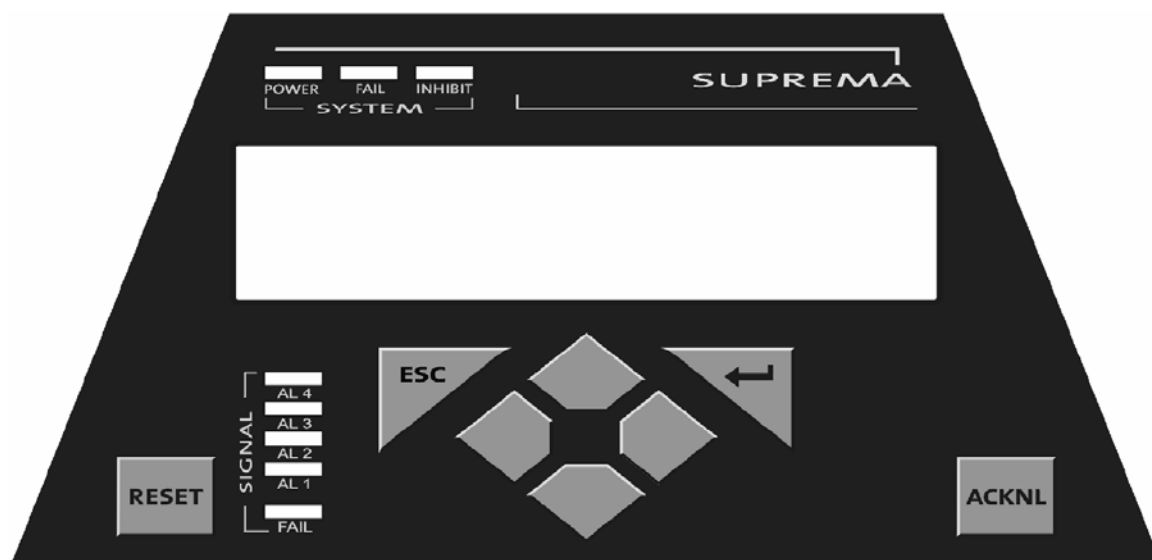 SUPREMA
POWER FAIL INHIBIT
SYSTEM
ESC
SIGNAL
AL 4
AL 3
AL 2
AL 1
FAIL
RESET
ACKNL